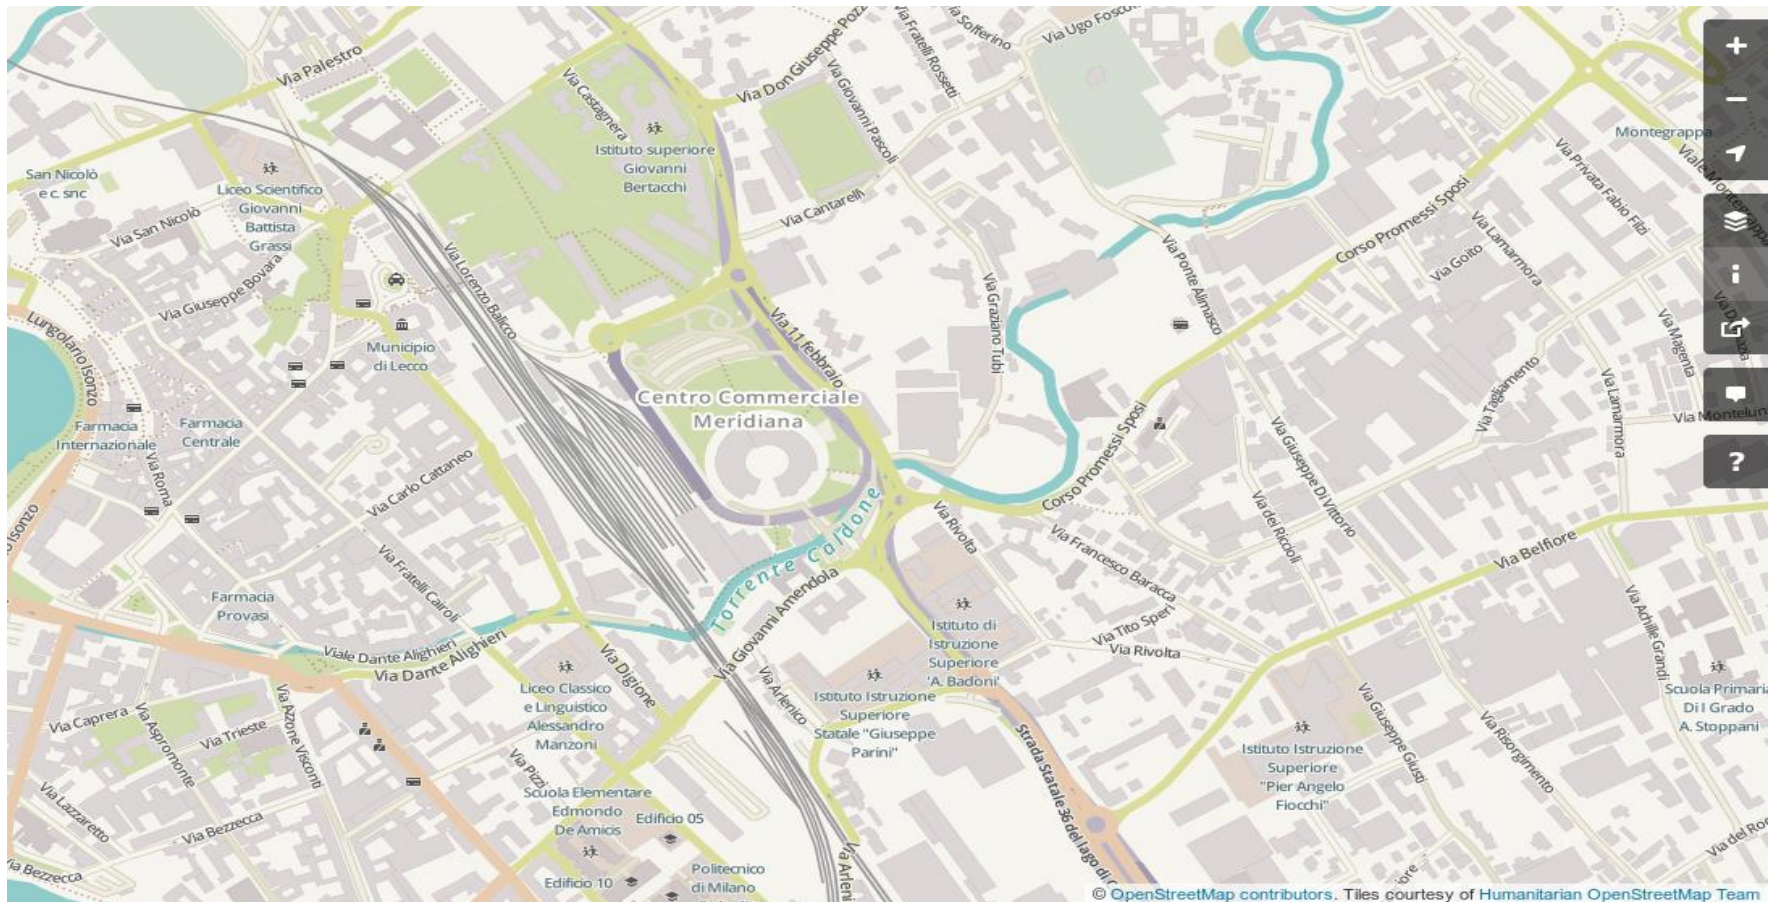 Via Palestro
Via Castagnera
Via Don Giuseppe Pozzi
Via Fratelli Rossetti
Via Solferino
Via Ugo Foscolo
Via Giovanni Pascoli
Istituto superiore
Giovanni
Bertacchi
Montegrappa
Viale Montegrappa
Via Privata Fabio Filzi
San Nicolò
e c. snc
Via San Nicolò
Liceo Scientifico
Giovanni
Battista
Grassi
Via Cantarelli
Corso Promessi Sposi
Via Lamarmora
Via Goito
Via Giuseppe Bovara
Via Lorenzo Balicco
Via Ponte Alimasco
Via Graziano Tubi
Via 11 febbraio
Lungolario Isonzo
Municipio
di Lecco
Via Magenta
Centro Commerciale
Meridiana
Via Tagliamento
Via Lamarmora
Farmacia
Internazionale
Farmacia
Centrale
Via Roma
Via Carlo Cattaneo
Corso Promessi Sposi
Via Giuseppe Di Vittorio
Via dei Riccioli
o Isonzo
Via Fratelli Cairoli
Torrente Caldone
Via Rivolta
Via Francesco Baracca
Via Belfiore
Farmacia
Provasi
Via Giovanni Amendola
Istituto di
Istruzione
Superiore
'A. Badoni'
Via Tito Speri
Via Rivolta
Via Achille Grandi
Viale Dante Alighieri
Via Dante Alighieri
Via Digione
Via Arlenico
Liceo Classico
e Linguistico
Alessandro
Manzoni
Istituto Istruzione
Superiore
Statale "Giuseppe
Parini"
Scuola Primaria
Di I Grado
A. Stoppani
Via Caprera
Via Aspromonte
Via Trieste
Via Azzone Visconti
Strada Statale 36 del lago di
Istituto Istruzione
Superiore
"Pier Angelo
Fiocchi"
Via Giuseppe Giusti
Via Risorgimento
Via Pizzi
Scuola Elementare
Edmondo
De Amicis
Edificio 05
Via Lazzaretto
Via Bezzecca
Via Bezzecca
Edificio 10
Politecnico
di Milano
Via Arleni
Via del Ro
© OpenStreetMap contributors. Tiles courtesy of Humanitarian OpenStreetMap Team